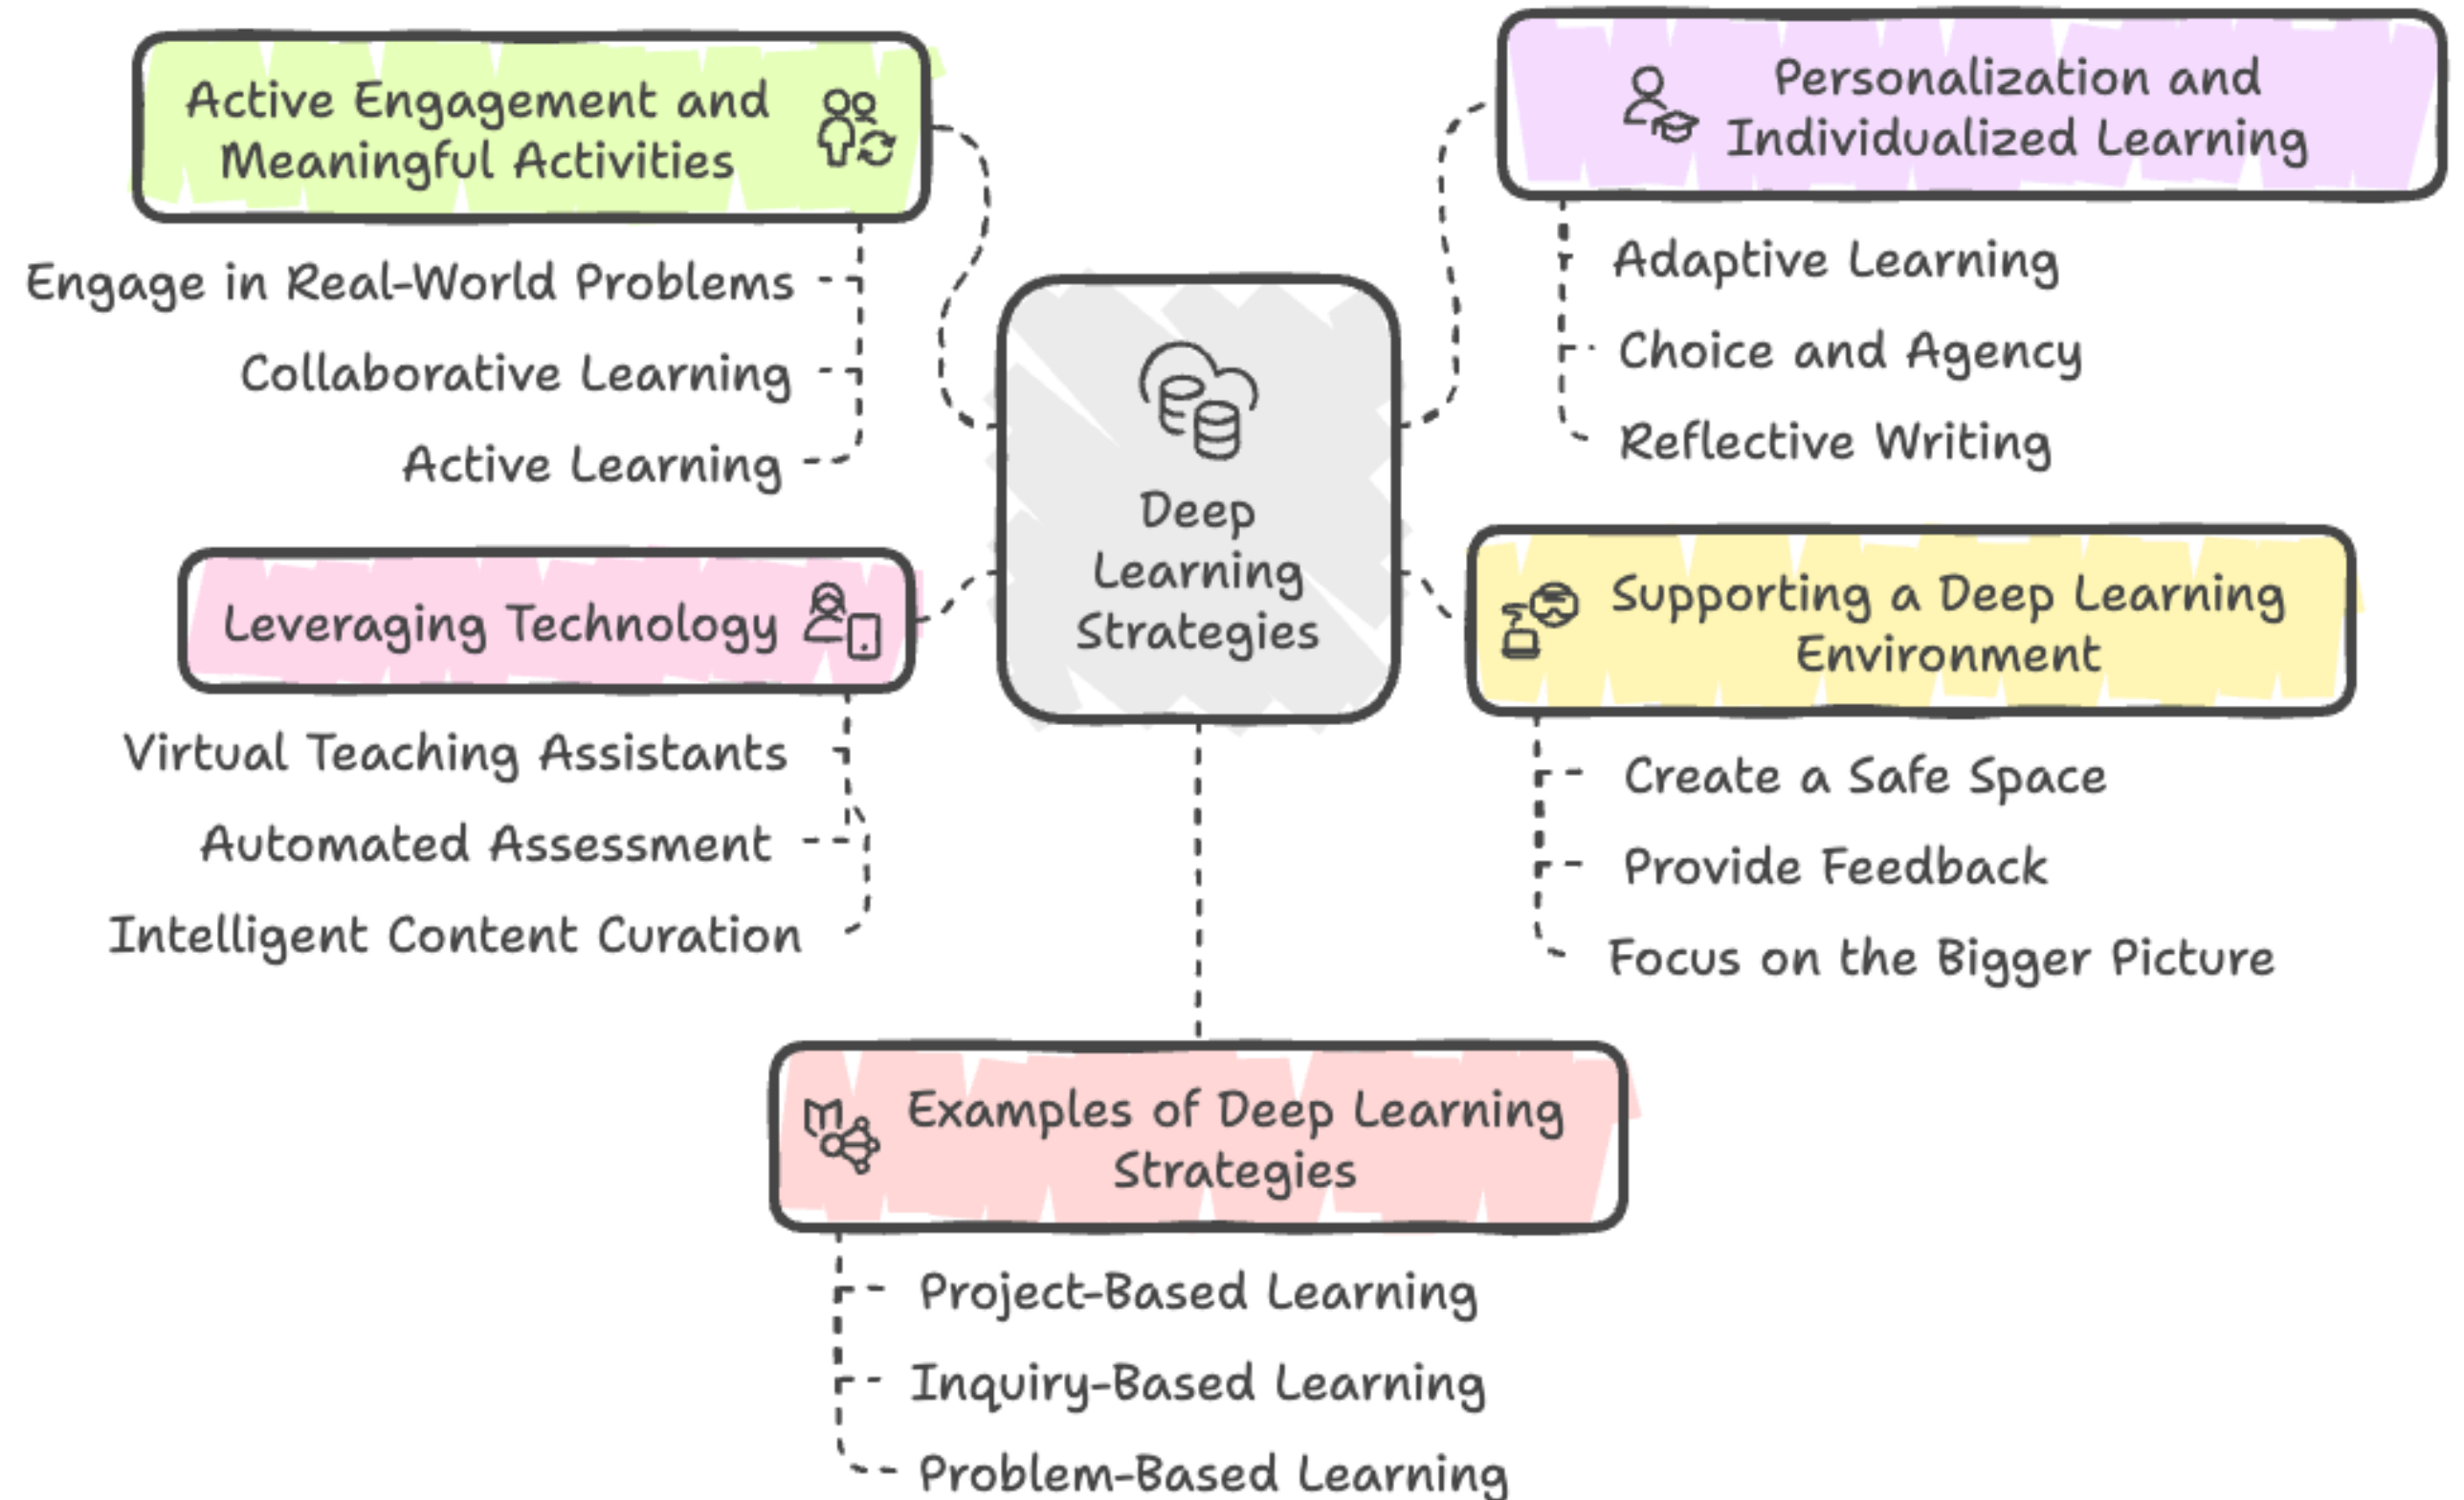 Active Engagement and
Meaningful Activities
Engage in Real-World Problems
Collaborative Learning
Active Learning
Personalization and
Individualized Learning
Adaptive Learning
Choice and Agency
Reflective Writing
Deep
Learning
Strategies
Leveraging Technology
Virtual Teaching Assistants
Automated Assessment
Intelligent Content Curation
Supporting a Deep Learning
Environment
Create a Safe Space
Provide Feedback
Focus on the Bigger Picture
Examples of Deep Learning
Strategies
Project-Based Learning
Inquiry-Based Learning
Problem-Based Learning